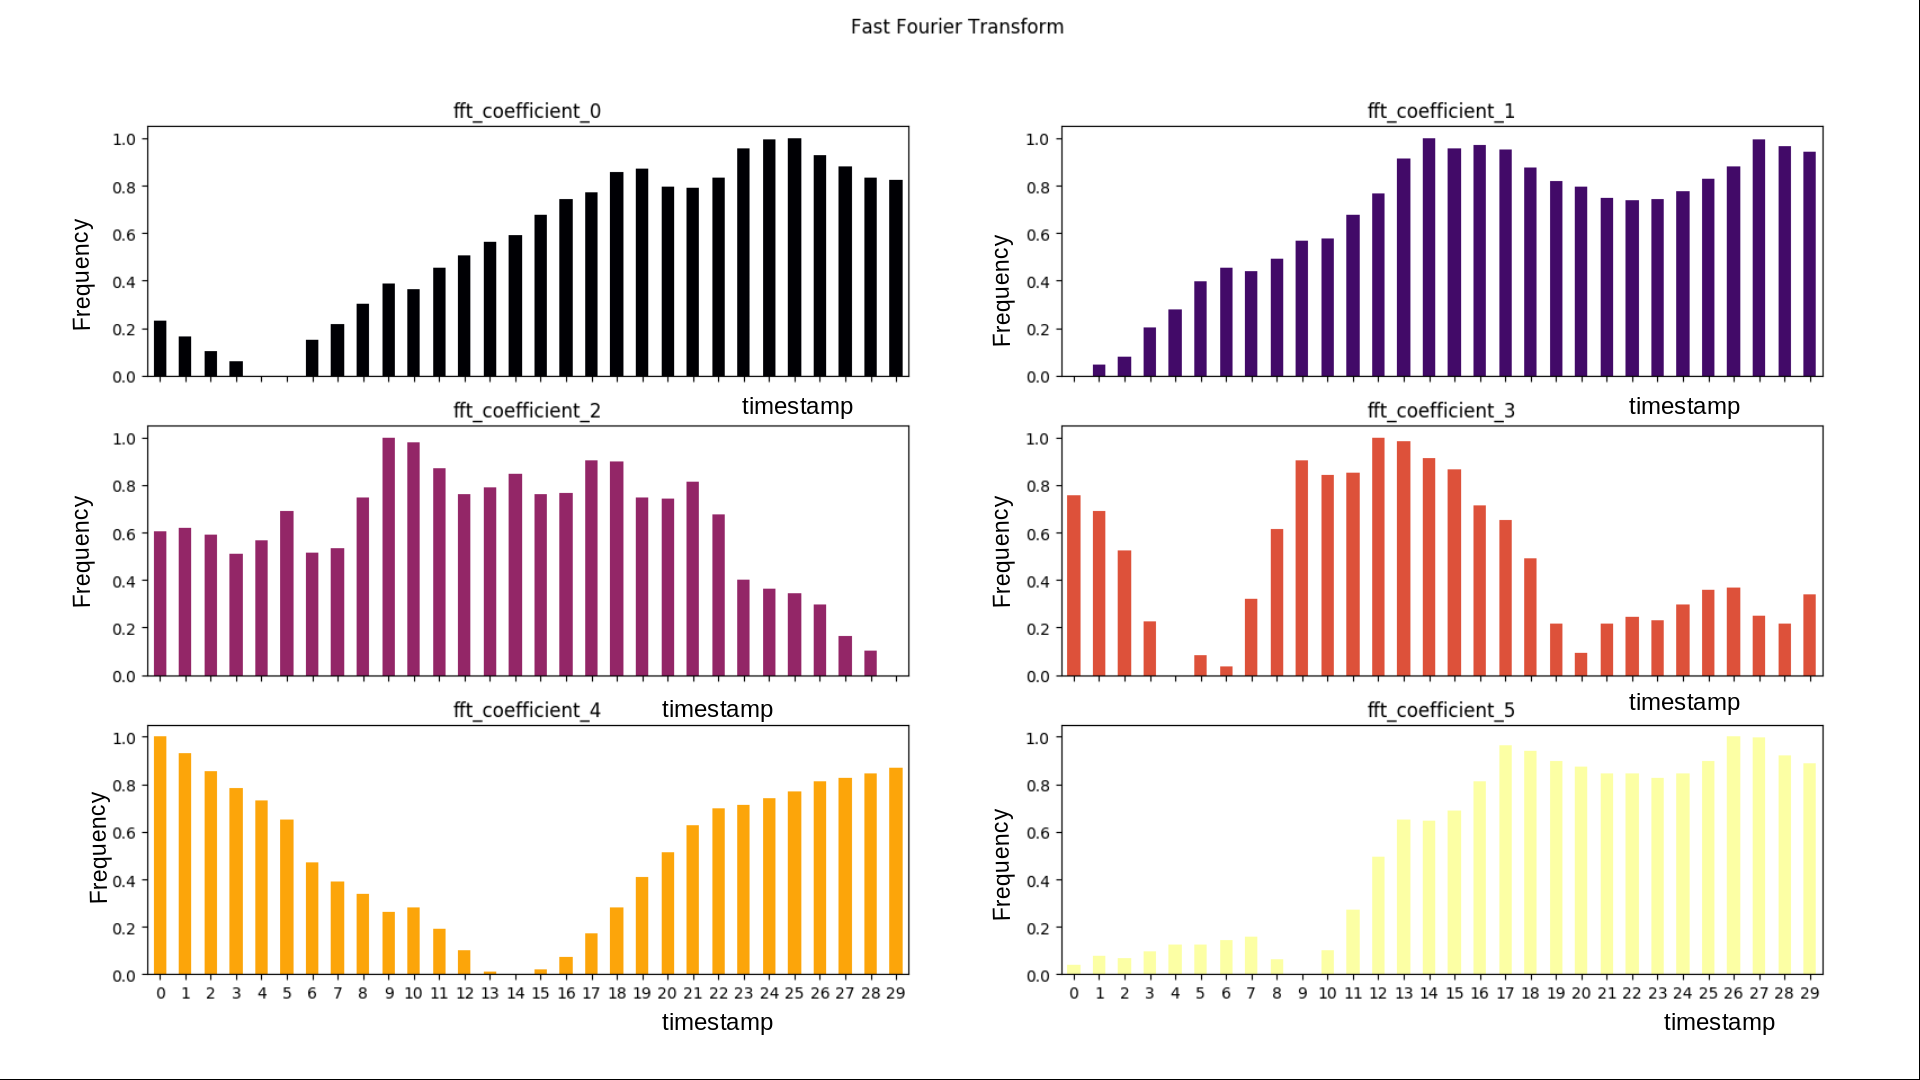 Fast Fourier Transform
fft_coefficient_0
1.0
0.8
0.6
0.4
0.2
0.0
Frequency
timestamp
fft_coefficient_1
1.0
0.8
0.6
0.4
0.2
0.0
Frequency
timestamp
fft_coefficient_2
1.0
0.8
0.6
0.4
0.2
0.0
Frequency
timestamp
fft_coefficient_3
1.0
0.8
0.6
0.4
0.2
0.0
Frequency
timestamp
fft_coefficient_4
1.0
0.8
0.6
0.4
0.2
0.0
Frequency
0 1 2 3 4 5 6 7 8 9 10 11 12 13 14 15 16 17 18 19 20 21 22 23 24 25 26 27 28 29
timestamp
fft_coefficient_5
1.0
0.8
0.6
0.4
0.2
0.0
Frequency
0 1 2 3 4 5 6 7 8 9 10 11 12 13 14 15 16 17 18 19 20 21 22 23 24 25 26 27 28 29
timestamp